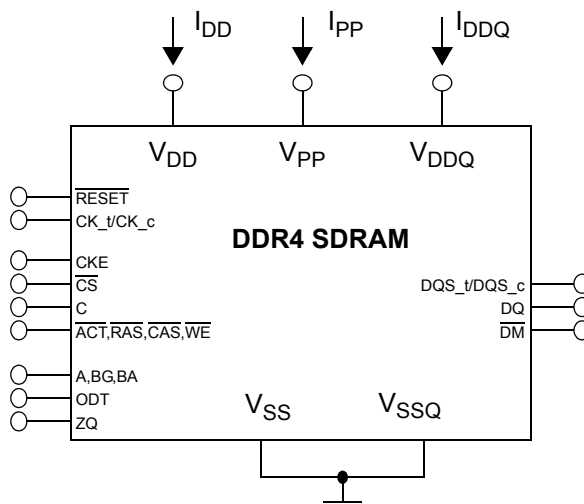 IDD IPP IDDQ
VDD VPP VDDQ
RESET
CK_t/CK_c
DDR4 SDRAM
CKE
CS
DQS_t/DQS_c
C
DQ
ACT,RAS,CAS,WE
DM
A,BG,BA
ODT
VSS VSSQ
ZQ